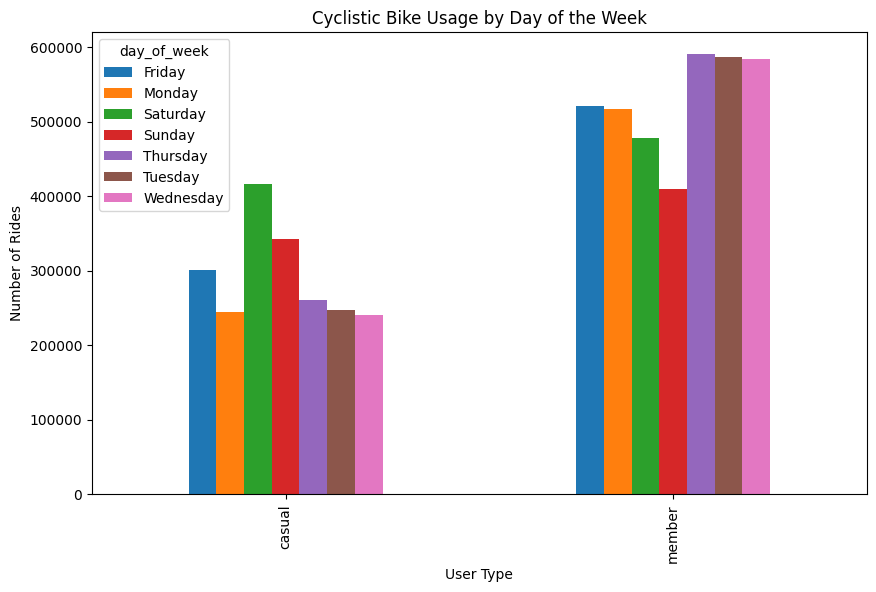 Cyclistic Bike Usage by Day of the Week
day_of_week
Friday
Monday
Saturday
Sunday
Thursday
Tuesday
Wednesday
Number of Rides
600000
500000
400000
300000
200000
100000
0
casual
member
User Type